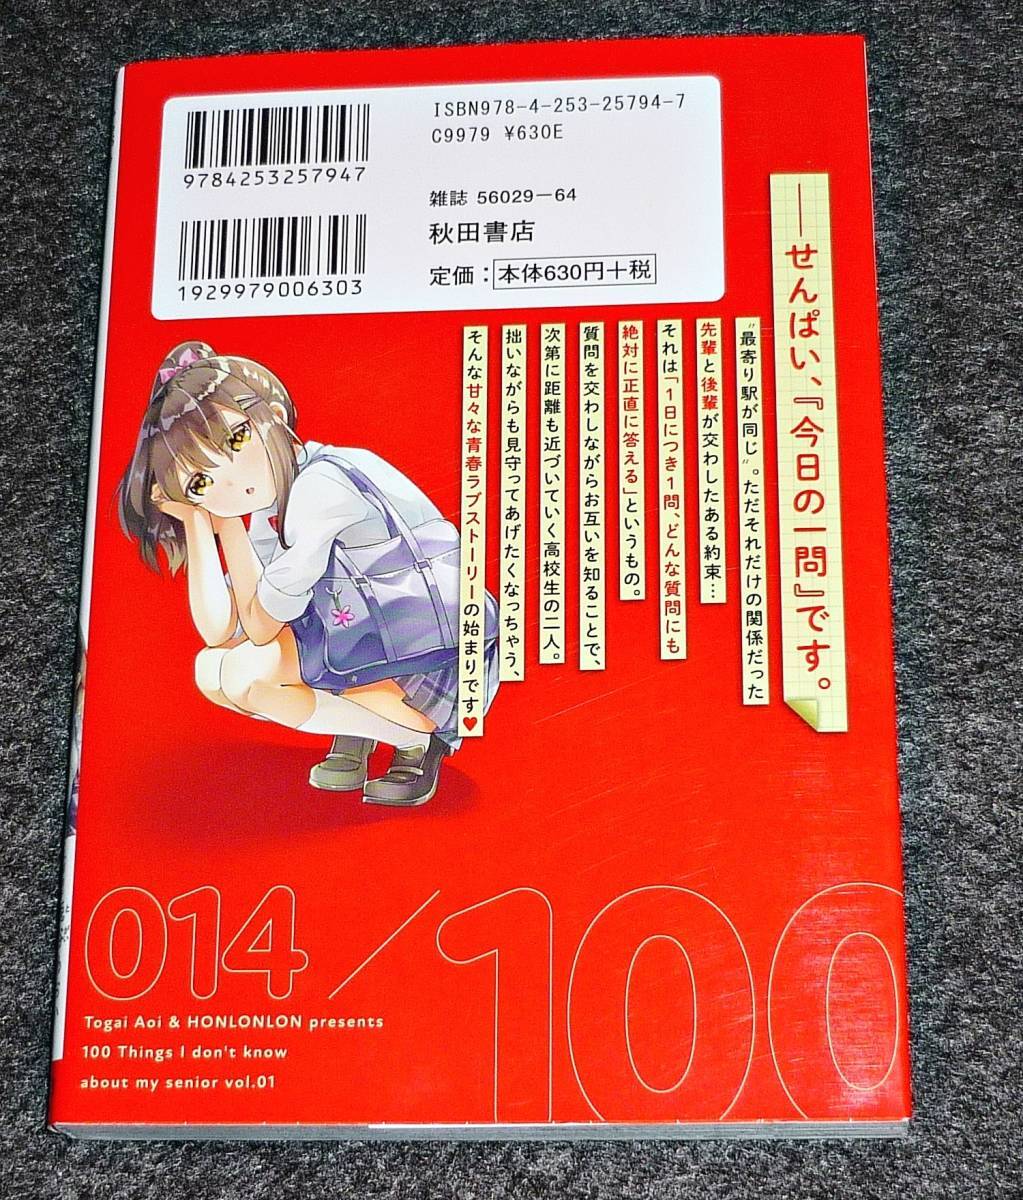 ISBN978-4-253-25794-7
C9979 ¥630E
9784253257947
雑誌 56029-64
秋田書店
定価：本体630円+税
1929979006303
──せんぱい、『今日の一問』です。
“最寄り駅が同じ”。ただそれだけの関係だった
先輩と後輩が交わしたある約束…
それは「1日につき1問、どんな質問にも
絶対に正直に答える」というもの。
質問を交わしながらお互いを知ることで、
次第に距離も近づいていく高校生の二人。
拙いながらも見守ってあげたくなっちゃう、
そんな甘々な青春ラブストーリーの始まりです♥
014/100
Togai Aoi & HONLONLON presents
100 Things I don't know
about my senior vol.01